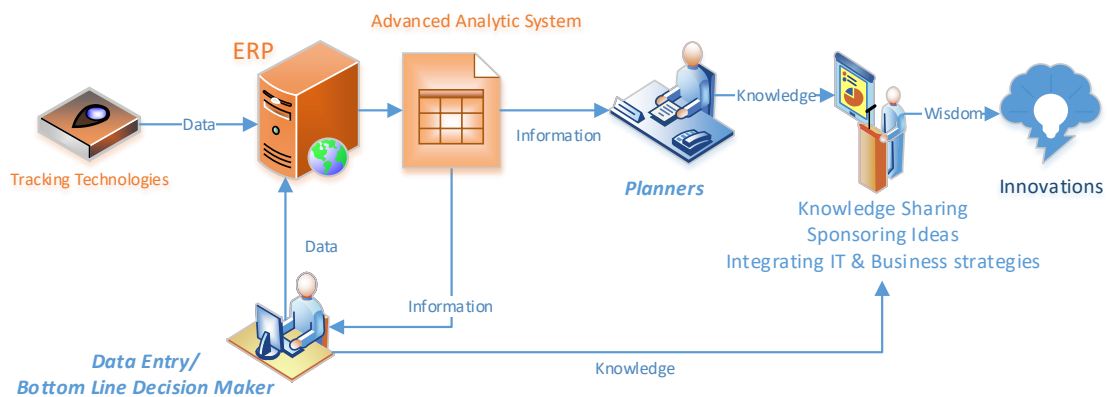 Advanced Analytic System
ERP
Data
Tracking Technologies
Information
Planners
Knowledge
Wisdom
Innovations
Knowledge Sharing
Sponsoring Ideas
Integrating IT & Business strategies
Data
Information
Data Entry/
Bottom Line Decision Maker
Knowledge